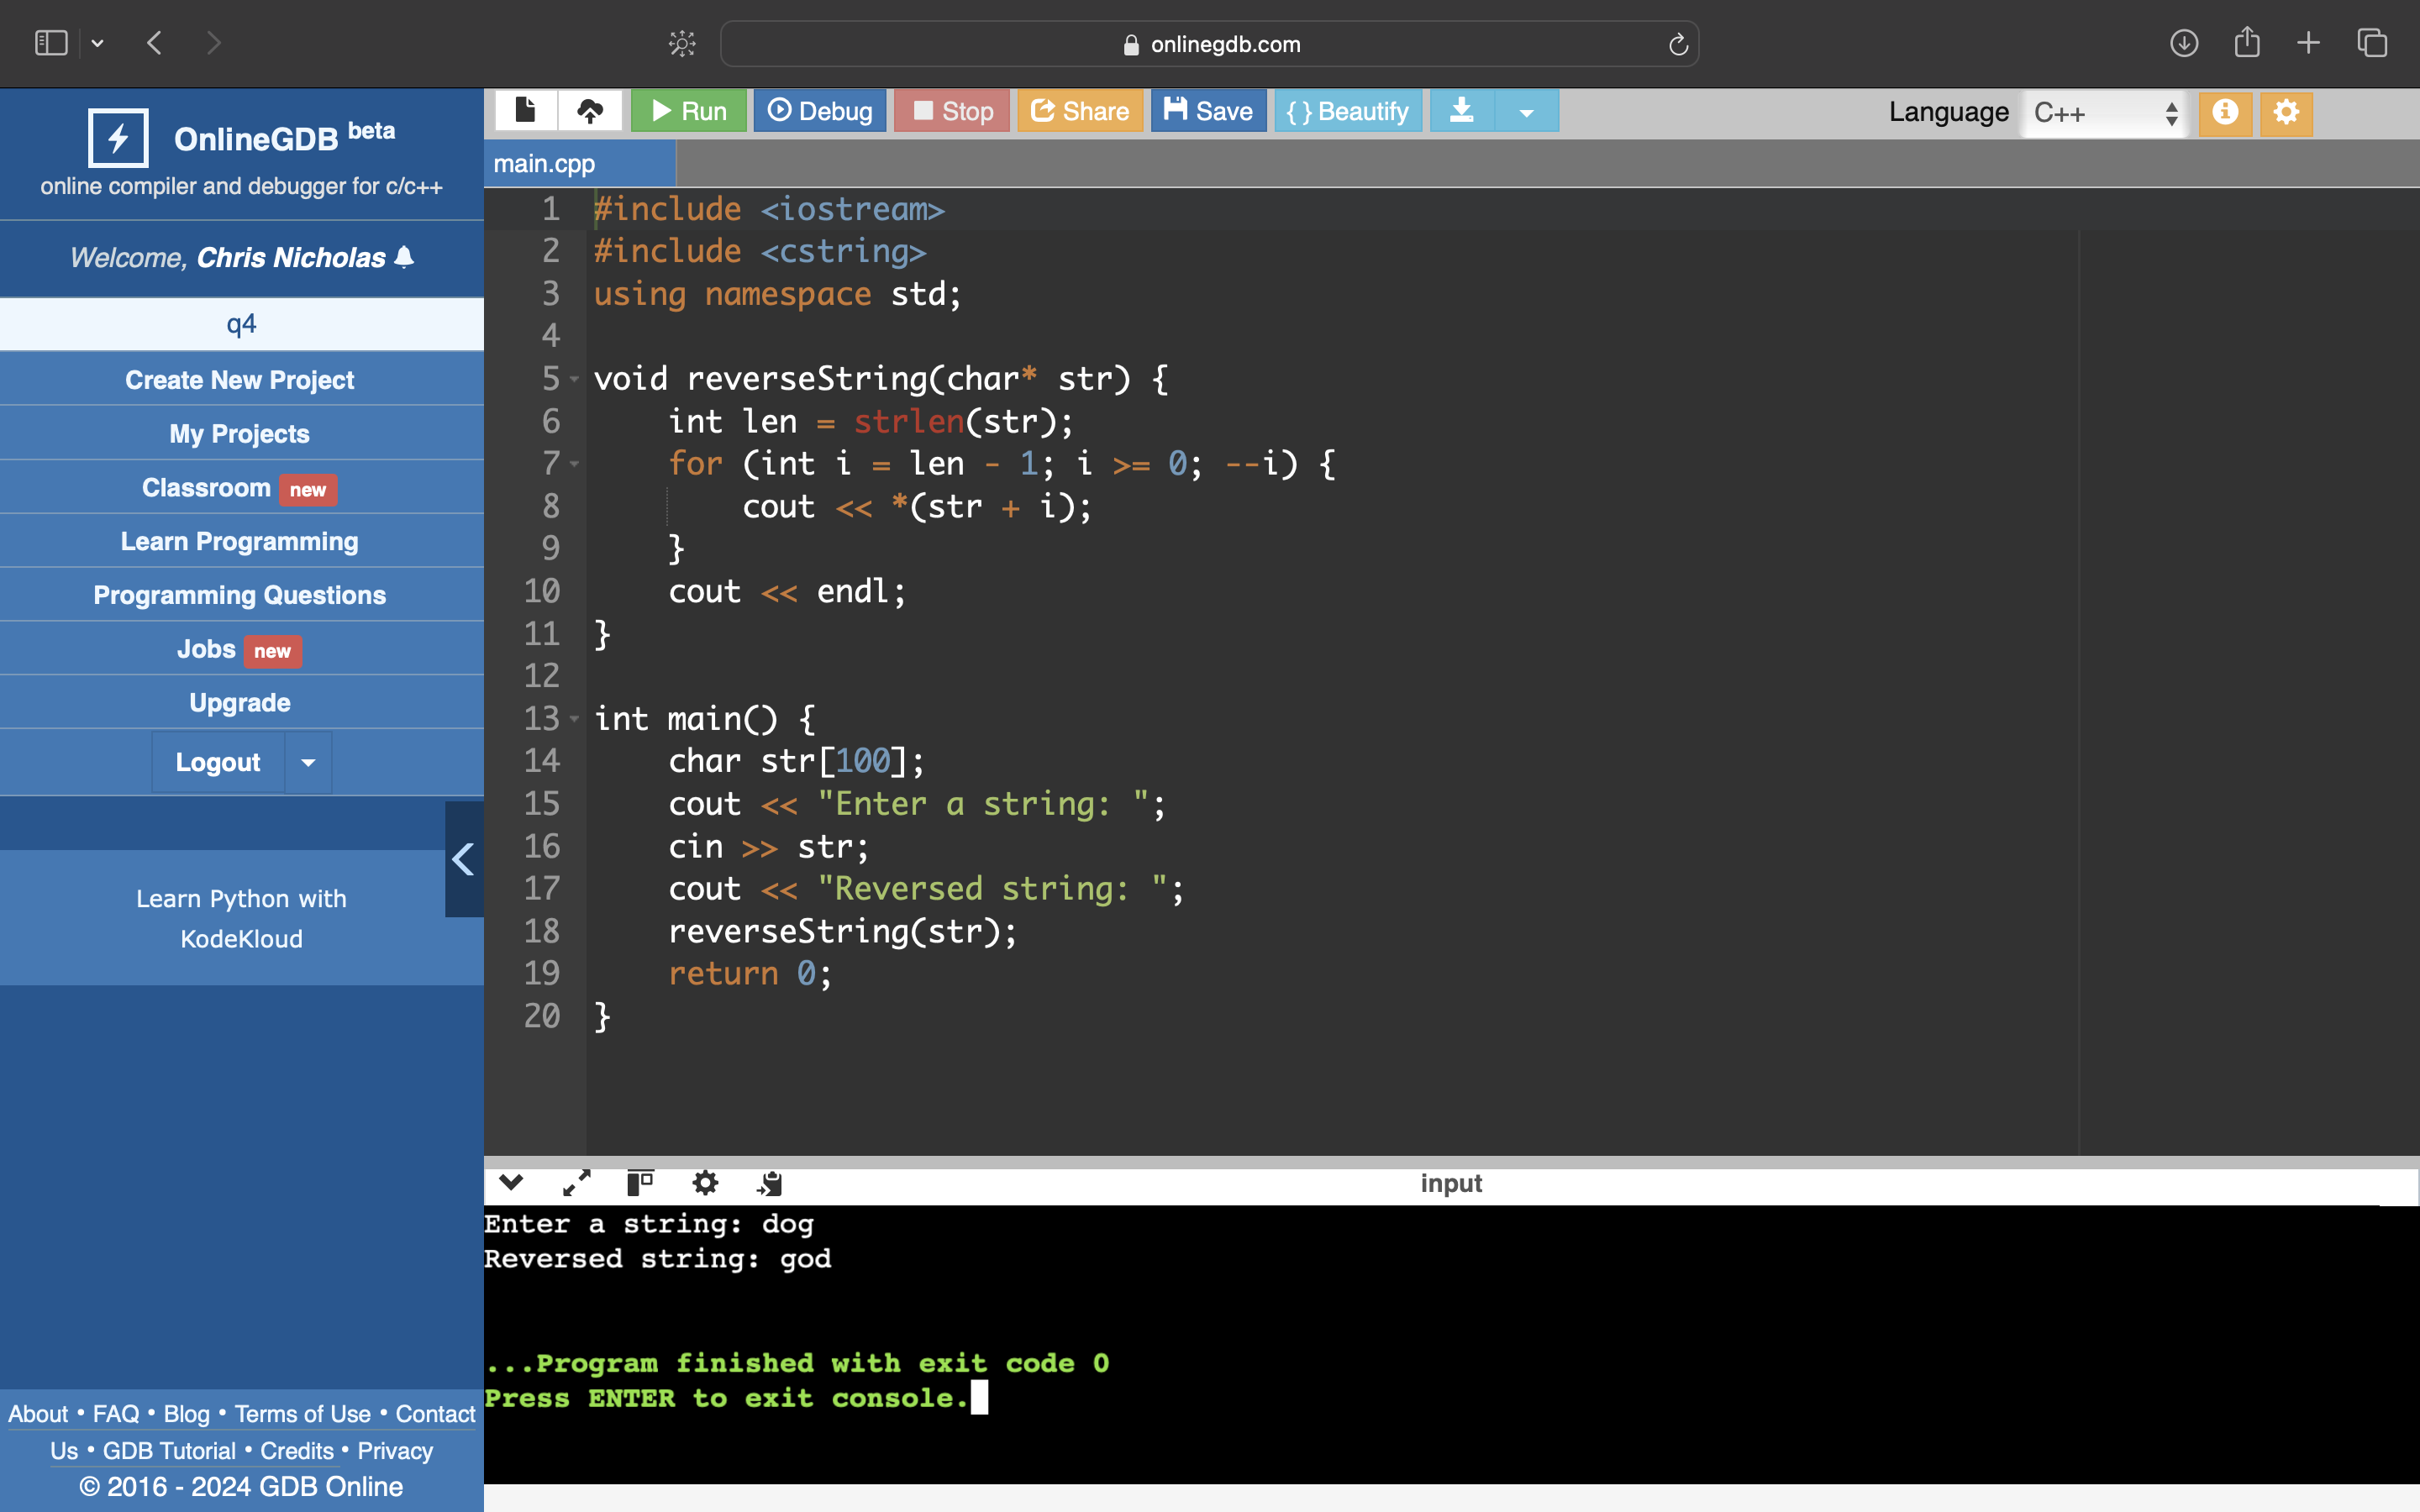 onlinegdb.com
OnlineGDB beta
online compiler and debugger for c/c++
Welcome, Chris Nicholas
q4
Create New Project
My Projects
Classroom new
Learn Programming
Programming Questions
Jobs new
Upgrade
Logout
Learn Python with
KodeKloud
About • FAQ • Blog • Terms of Use • Contact
Us • GDB Tutorial • Credits • Privacy
© 2016 - 2024 GDB Online
Run Debug Stop Share Save { } Beautify Language C++
main.cpp
1 #include <iostream>
2 #include <cstring>
3 using namespace std;
4
5 void reverseString(char* str) {
6     int len = strlen(str);
7     for (int i = len - 1; i >= 0; --i) {
8         cout << *(str + i);
9     }
10     cout << endl;
11 }
12
13 int main() {
14     char str[100];
15     cout << "Enter a string: ";
16     cin >> str;
17     cout << "Reversed string: ";
18     reverseString(str);
19     return 0;
20 }
input
Enter a string: dog
Reversed string: god
...Program finished with exit code 0
Press ENTER to exit console.